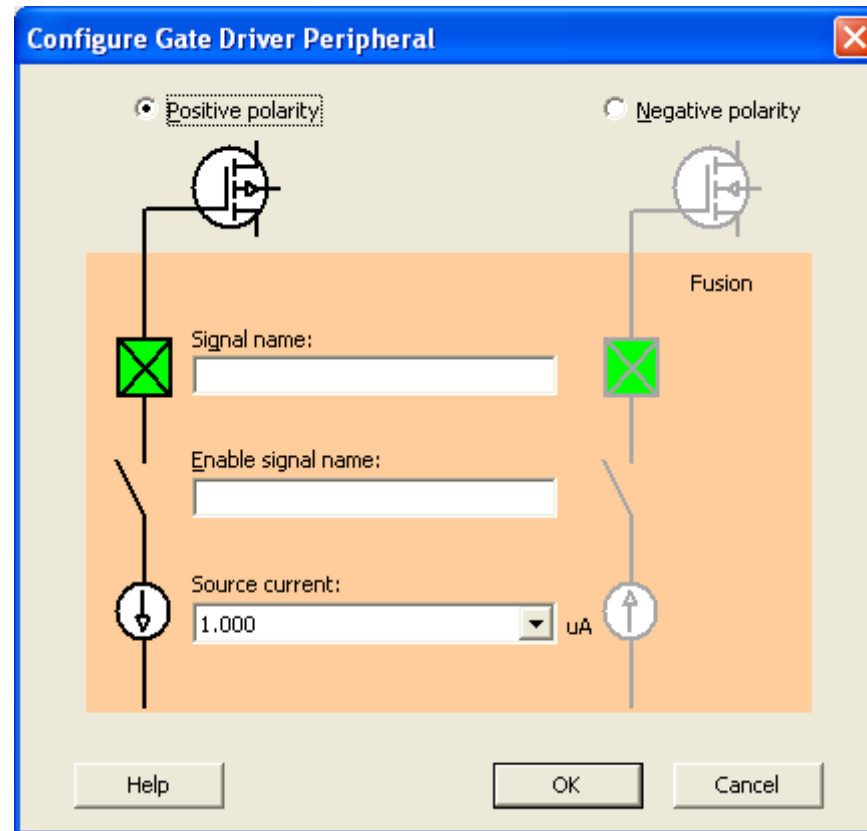 Configure Gate Driver Peripheral
Positive polarity
Negative polarity
Fusion
Signal name:
Enable signal name:
Source current:
1.000
uA
Help
OK
Cancel